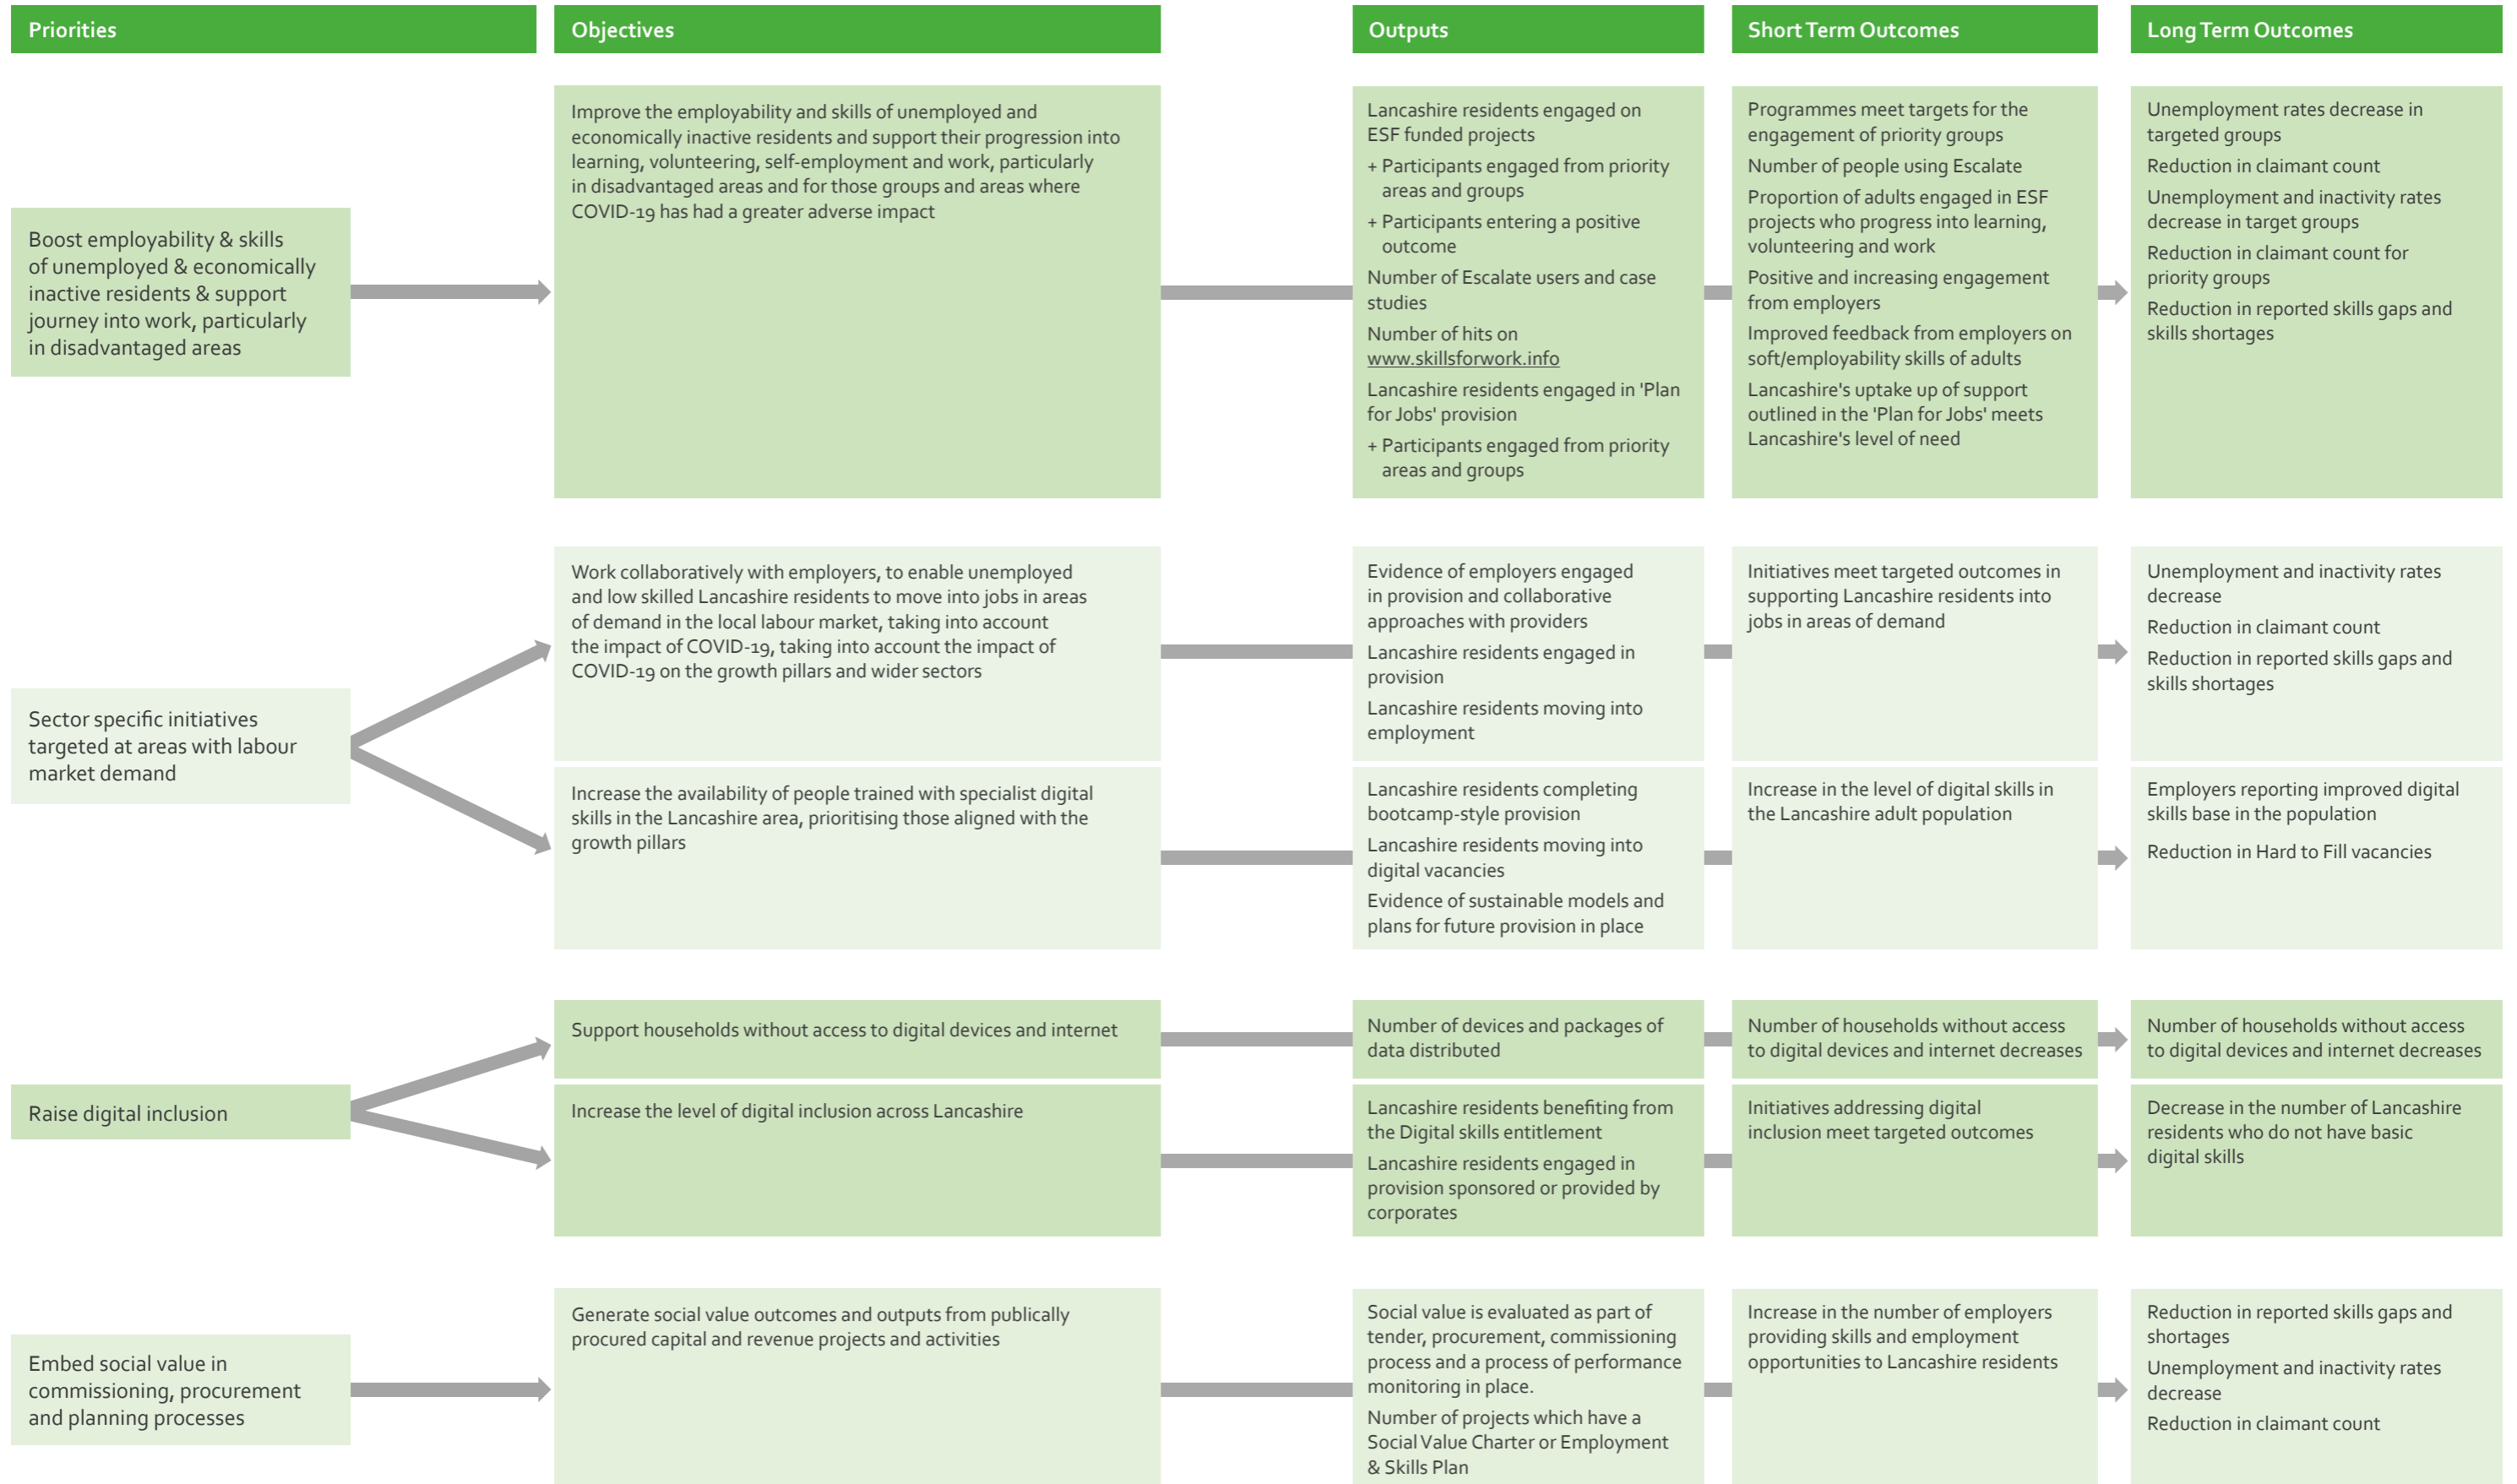 Priorities
Objectives
Outputs
Short Term Outcomes
Long Term Outcomes
Boost employability & skills
of unemployed & economically
inactive residents & support
journey into work, particularly
in disadvantaged areas
Improve the employability and skills of unemployed and
economically inactive residents and support their progression into
learning, volunteering, self-employment and work, particularly
in disadvantaged areas and for those groups and areas where
COVID-19 has had a greater adverse impact
Lancashire residents engaged on
ESF funded projects
+ Participants engaged from priority
areas and groups
+ Participants entering a positive
outcome
Number of Escalate users and case
studies
Number of hits on
www.skillsforwork.info
Lancashire residents engaged in 'Plan
for Jobs' provision
+ Participants engaged from priority
areas and groups
Programmes meet targets for the
engagement of priority groups
Number of people using Escalate
Proportion of adults engaged in ESF
projects who progress into learning,
volunteering and work
Positive and increasing engagement
from employers
Improved feedback from employers on
soft/employability skills of adults
Lancashire's uptake up of support
outlined in the 'Plan for Jobs' meets
Lancashire's level of need
Unemployment rates decrease in
targeted groups
Reduction in claimant count
Unemployment and inactivity rates
decrease in target groups
Reduction in claimant count for
priority groups
Reduction in reported skills gaps and
skills shortages
Sector specific initiatives
targeted at areas with labour
market demand
Work collaboratively with employers, to enable unemployed
and low skilled Lancashire residents to move into jobs in areas
of demand in the local labour market, taking into account
the impact of COVID-19, taking into account the impact of
COVID-19 on the growth pillars and wider sectors
Evidence of employers engaged
in provision and collaborative
approaches with providers
Lancashire residents engaged in
provision
Lancashire residents moving into
employment
Initiatives meet targeted outcomes in
supporting Lancashire residents into
jobs in areas of demand
Unemployment and inactivity rates
decrease
Reduction in claimant count
Reduction in reported skills gaps and
skills shortages
Increase the availability of people trained with specialist digital
skills in the Lancashire area, prioritising those aligned with the
growth pillars
Lancashire residents completing
bootcamp-style provision
Lancashire residents moving into
digital vacancies
Evidence of sustainable models and
plans for future provision in place
Increase in the level of digital skills in
the Lancashire adult population
Employers reporting improved digital
skills base in the population
Reduction in Hard to Fill vacancies
Raise digital inclusion
Support households without access to digital devices and internet
Number of devices and packages of
data distributed
Number of households without access
to digital devices and internet decreases
Number of households without access
to digital devices and internet decreases
Increase the level of digital inclusion across Lancashire
Lancashire residents benefiting from
the Digital skills entitlement
Lancashire residents engaged in
provision sponsored or provided by
corporates
Initiatives addressing digital
inclusion meet targeted outcomes
Decrease in the number of Lancashire
residents who do not have basic
digital skills
Embed social value in
commissioning, procurement
and planning processes
Generate social value outcomes and outputs from publically
procured capital and revenue projects and activities
Social value is evaluated as part of
tender, procurement, commissioning
process and a process of performance
monitoring in place.
Number of projects which have a
Social Value Charter or Employment
& Skills Plan
Increase in the number of employers
providing skills and employment
opportunities to Lancashire residents
Reduction in reported skills gaps and
shortages
Unemployment and inactivity rates
decrease
Reduction in claimant count